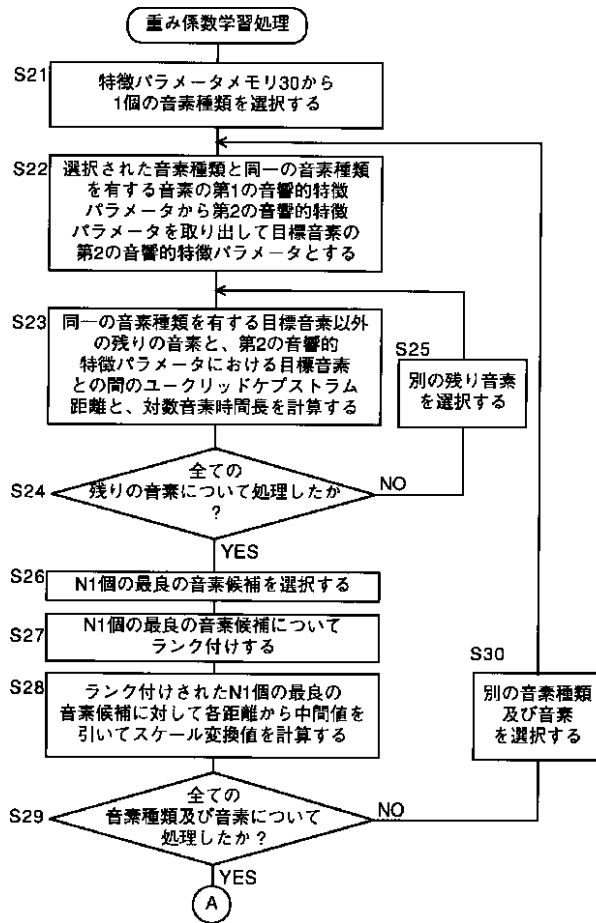 重み係数学習処理
S21
特徴パラメータメモリ30から
1個の音素種類を選択する
S22
選択された音素種類と同一の音素種類
を有する音素の第1の音響的特徴
パラメータから第2の音響的特徴
パラメータを取り出して目標音素の
第2の音響的特徴パラメータとする
S23
同一の音素種類を有する目標音素以外
の残りの音素と、第2の音響的
特徴パラメータにおける目標音素
との間のユークリッドケプストラム
距離と、対数音素時間長を計算する
S25
別の残り音素
を選択する
S24
全ての
残りの音素について処理したか
?
NO
YES
S26
N1個の最良の音素候補を選択する
S27
N1個の最良の音素候補について
ランク付けする
S28
ランク付けされたN1個の最良の
音素候補に対して各距離から中間値を
引いてスケール変換値を計算する
S30
別の音素種類
及び音素
を選択する
S29
全ての
音素種類及び音素について
処理したか?
NO
YES
A